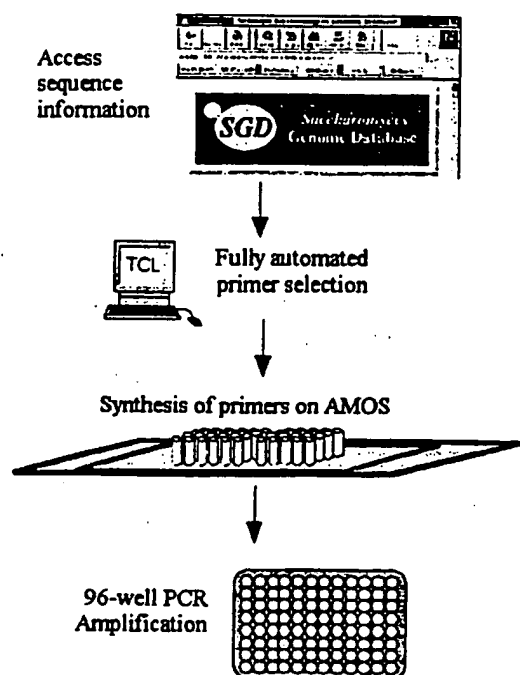 Access
sequence
information
SGD
Saccharomyces
Genome Database
TCL
Fully automated
primer selection
Synthesis of primers on AMOS
96-well PCR
Amplification